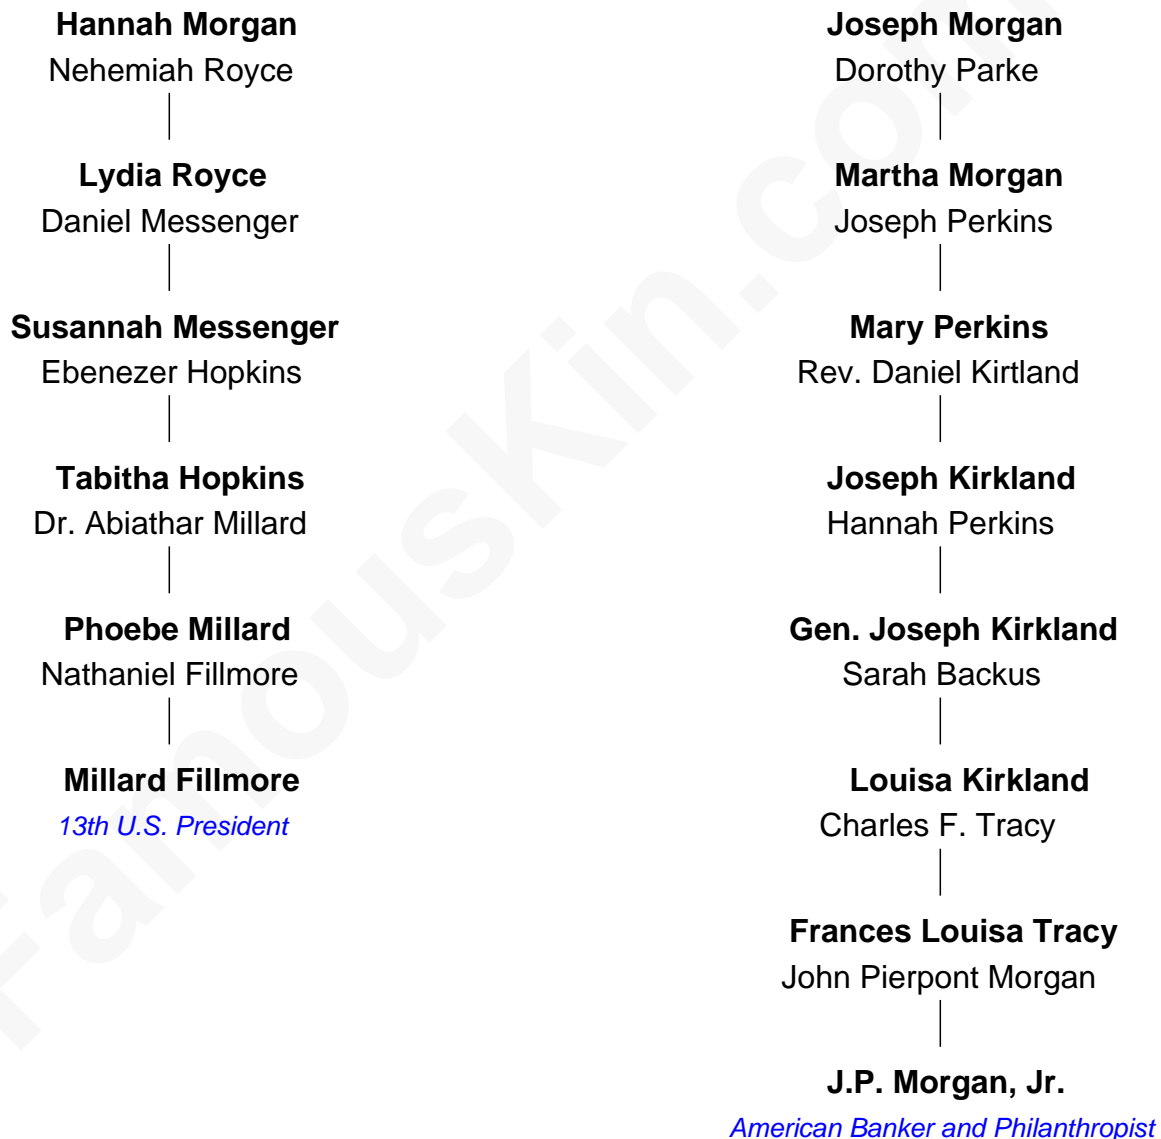 Hannah Morgan
Nehemiah Royce
Lydia Royce
Daniel Messenger
Susannah Messenger
Ebenezer Hopkins
Tabitha Hopkins
Dr. Abiathar Millard
Phoebe Millard
Nathaniel Fillmore
Millard Fillmore
13th U.S. President
Joseph Morgan
Dorothy Parke
Martha Morgan
Joseph Perkins
Mary Perkins
Rev. Daniel Kirtland
Joseph Kirkland
Hannah Perkins
Gen. Joseph Kirkland
Sarah Backus
Louisa Kirkland
Charles F. Tracy
Frances Louisa Tracy
John Pierpont Morgan
J.P. Morgan, Jr.
American Banker and Philanthropist
FamousKin.com